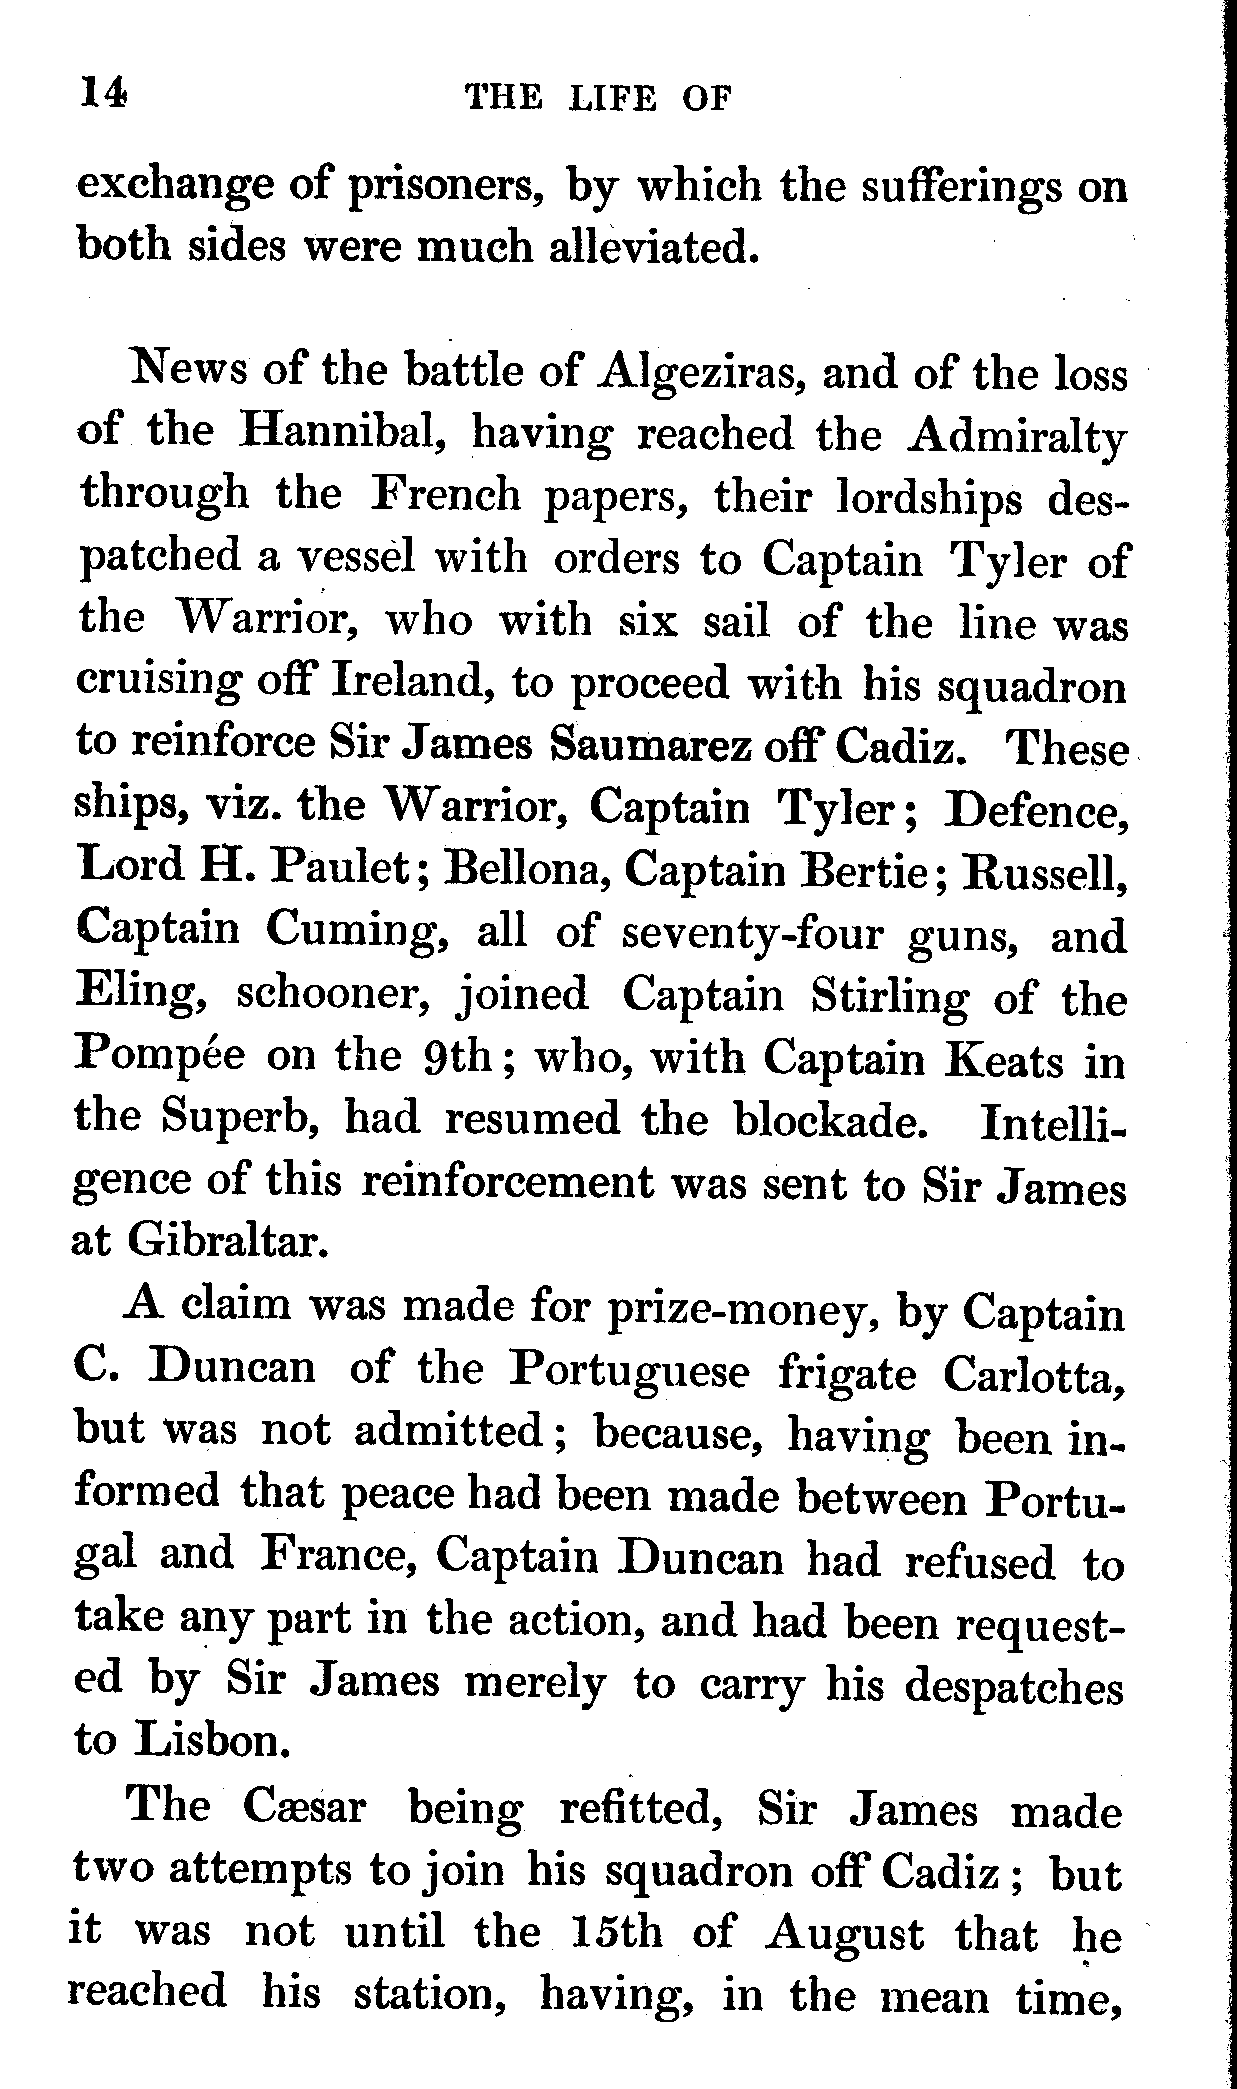 14 THE LIFE OF
exchange of prisoners, by which the sufferings on
both sides were much alleviated.
News of the battle of Algeziras, and of the loss
of the Hannibal, having reached the Admiralty
through the French papers, their lordships des-
patched a vessel with orders to Captain Tyler of
the Warrior, who with six sail of the line was
cruising off Ireland, to proceed with his squadron
to reinforce Sir James Saumarez off Cadiz. These
ships, viz. the Warrior, Captain Tyler; Defence,
Lord H. Paulet; Bellona, Captain Bertie; Russell,
Captain Cuming, all of seventy-four guns, and
Eling, schooner, joined Captain Stirling of the
Pompée on the 9th; who, with Captain Keats in
the Superb, had resumed the blockade. Intelli-
gence of this reinforcement was sent to Sir James
at Gibraltar.
A claim was made for prize-money, by Captain
C. Duncan of the Portuguese frigate Carlotta,
but was not admitted; because, having been in-
formed that peace had been made between Portu-
gal and France, Captain Duncan had refused to
take any part in the action, and had been request-
ed by Sir James merely to carry his despatches
to Lisbon.
The Cæsar being refitted, Sir James made
two attempts to join his squadron off Cadiz; but
it was not until the 15th of August that he
reached his station, having, in the mean time,